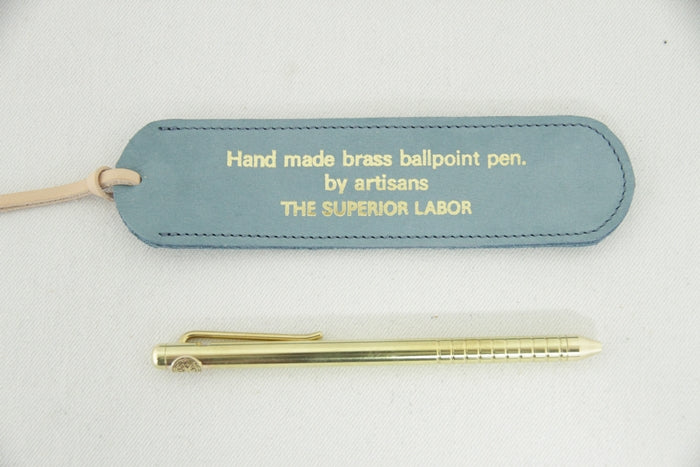 Hand made brass ballpoint pen.
by artisans
THE SUPERIOR LABOR